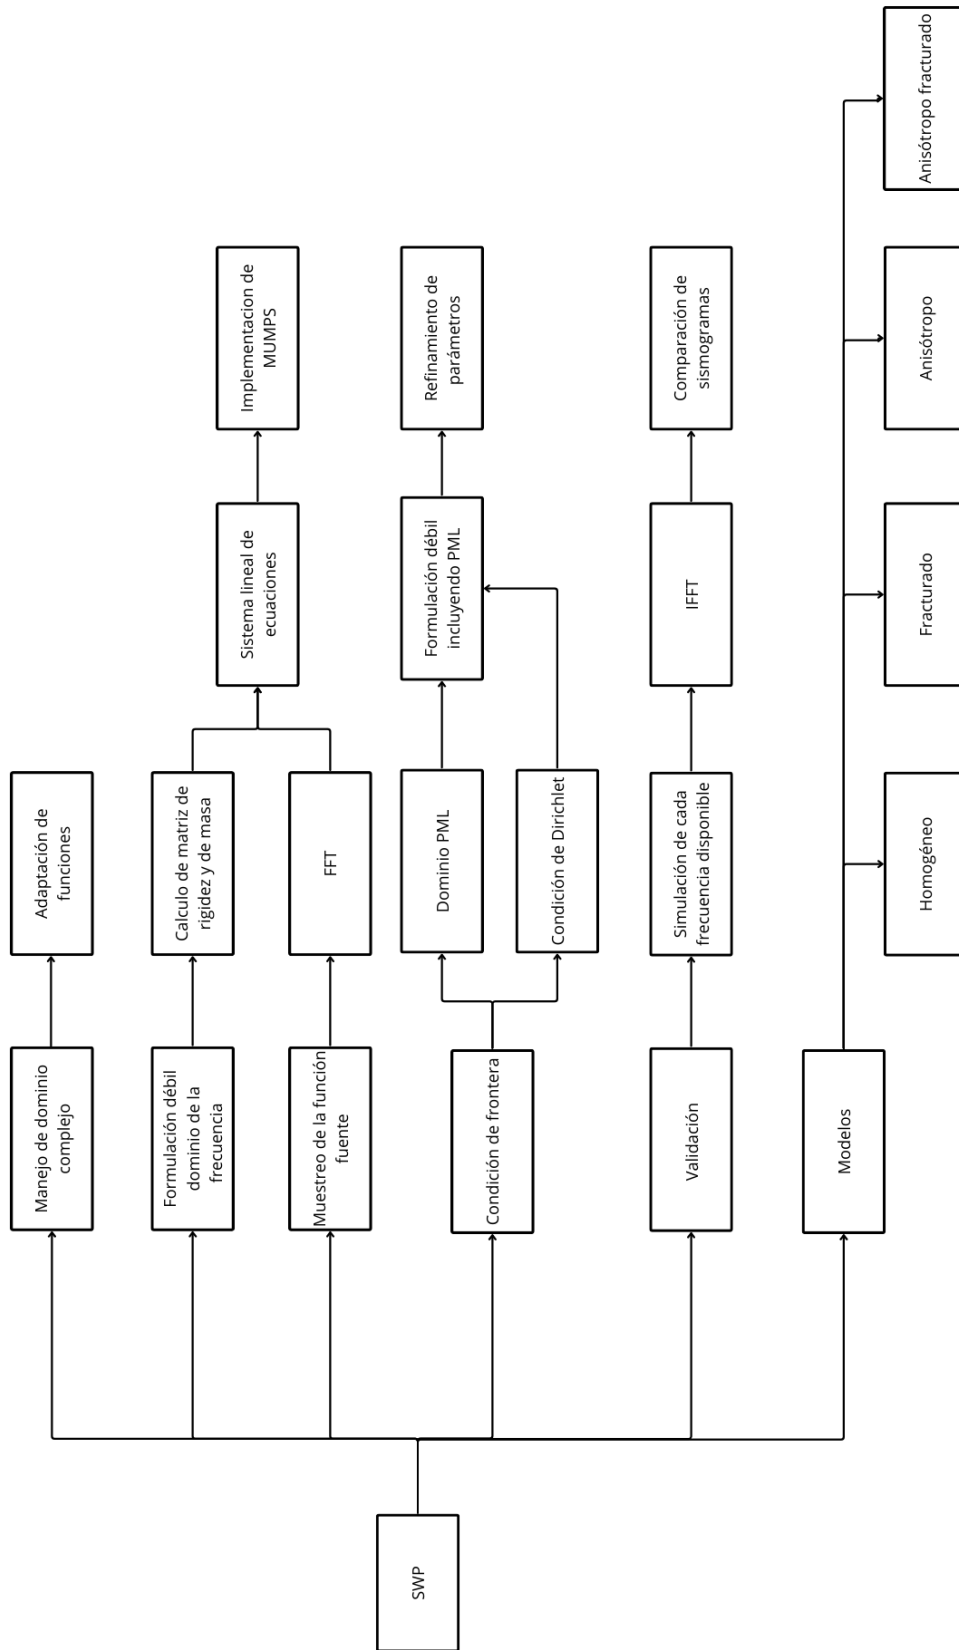 SWP
Manejo de dominio
complejo
Adaptación de
funciones
Formulación débil
dominio de la
frecuencia
Calculo de matriz de
rigidez y de masa
Muestreo de la función
fuente
FFT
Sistema lineal de
ecuaciones
Implementacion de
MUMPS
Condición de frontera
Dominio PML
Condición de Dirichlet
Formulación débil
incluyendo PML
Refinamiento de
parámetros
Validación
Simulación de cada
frecuencia disponible
IFFT
Comparación de
sismogramas
Modelos
Homogéneo
Fracturado
Anisótropo
Anisótropo fracturado